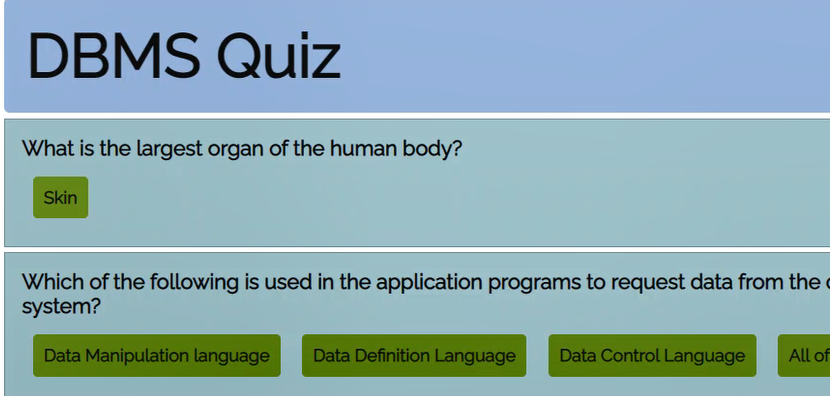 DBMS Quiz
What is the largest organ of the human body?
Skin
Which of the following is used in the application programs to request data from the
system?
Data Manipulation language Data Definition Language Data Control Language All of